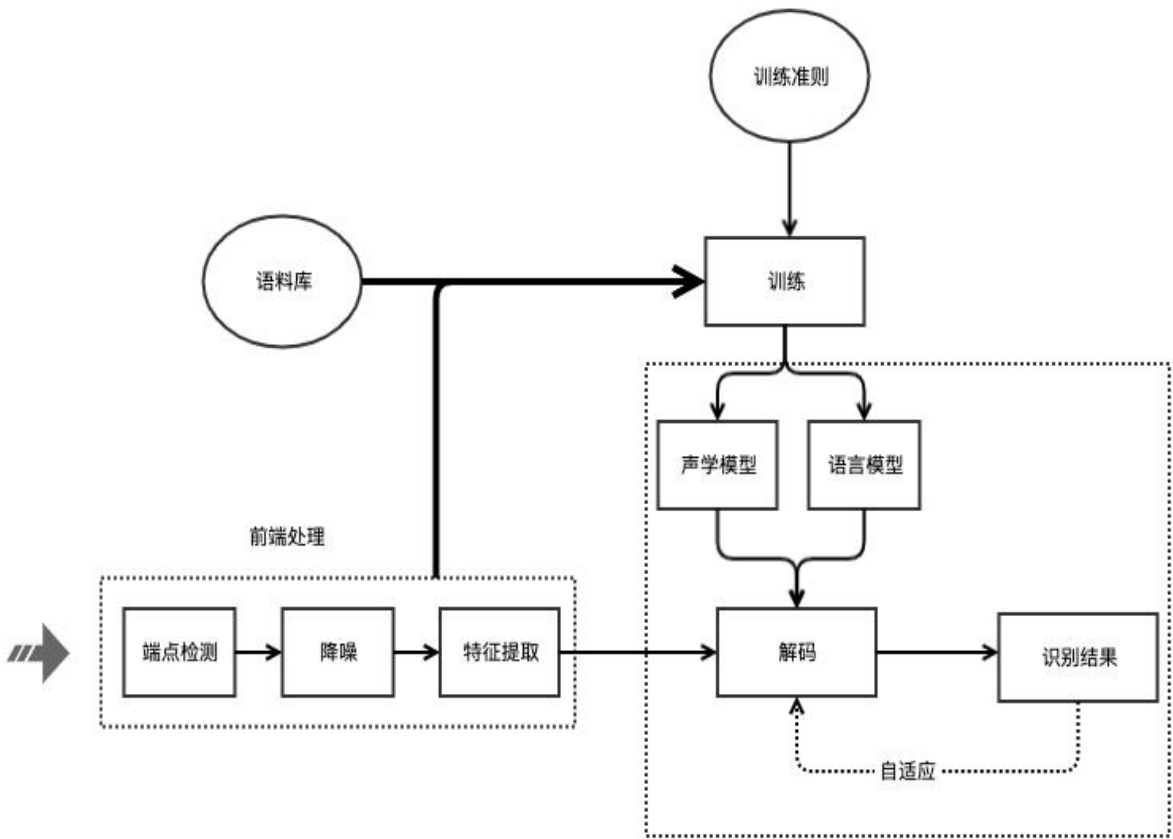 训练准则
语料库
训练
声学模型
语言模型
前端处理
端点检测
降噪
特征提取
解码
识别结果
自适应